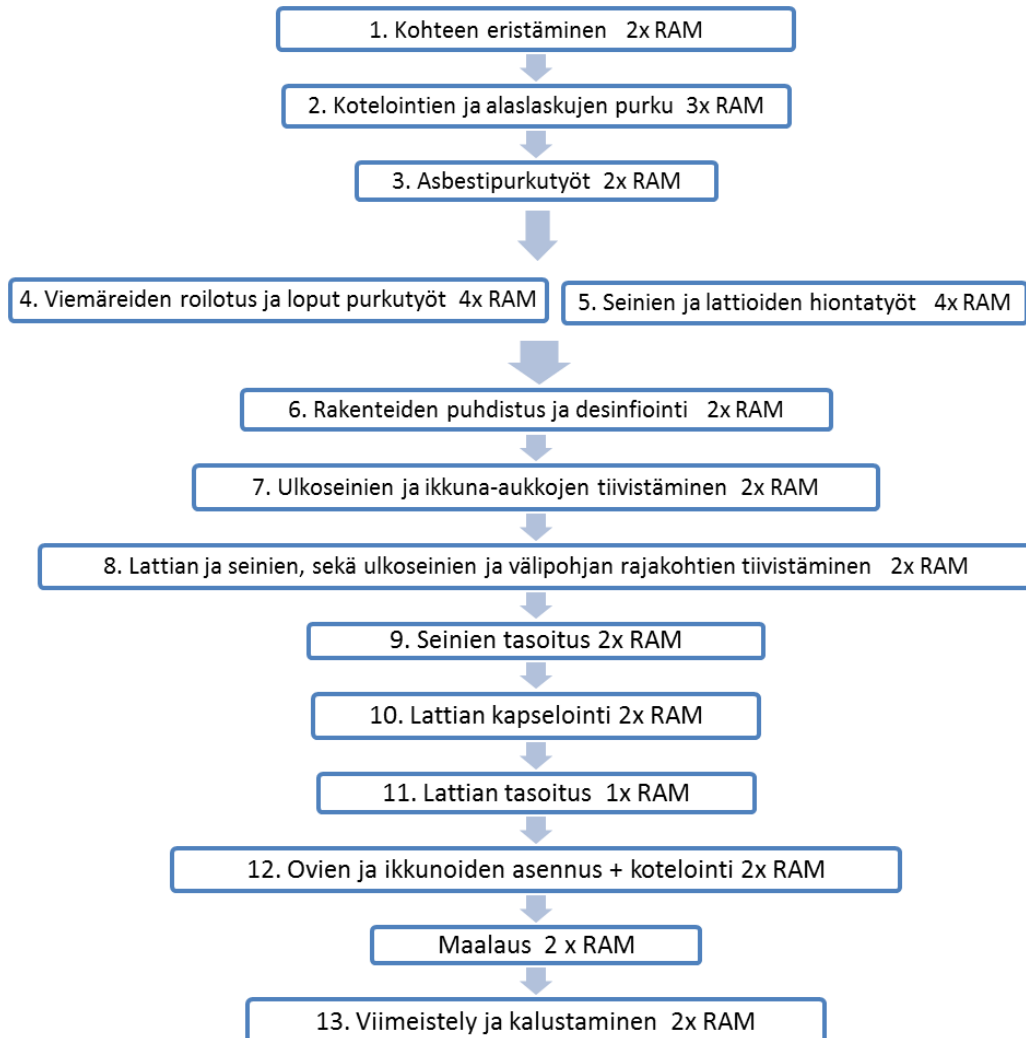 1. Kohteen eristäminen 2x RAM
2. Kotelointien ja alaslaskujen purku 3x RAM
3. Asbestipurkutyöt 2x RAM
4. Viemäreiden roilotus ja loput purkutyöt 4x RAM
5. Seinien ja lattioiden hiontatyöt 4x RAM
6. Rakenteiden puhdistus ja desinfiointi 2x RAM
7. Ulkoseinien ja ikkuna-aukkojen tiivistäminen 2x RAM
8. Lattian ja seinien, sekä ulkoseinien ja välipohjan rajakohtien tiivistäminen 2x RAM
9. Seinien tasoitus 2x RAM
10. Lattian kapselointi 2x RAM
11. Lattian tasoitus 1x RAM
12. Ovien ja ikkunoiden asennus + kotelointi 2x RAM
Maalaus 2 x RAM
13. Viimeistely ja kalustaminen 2x RAM